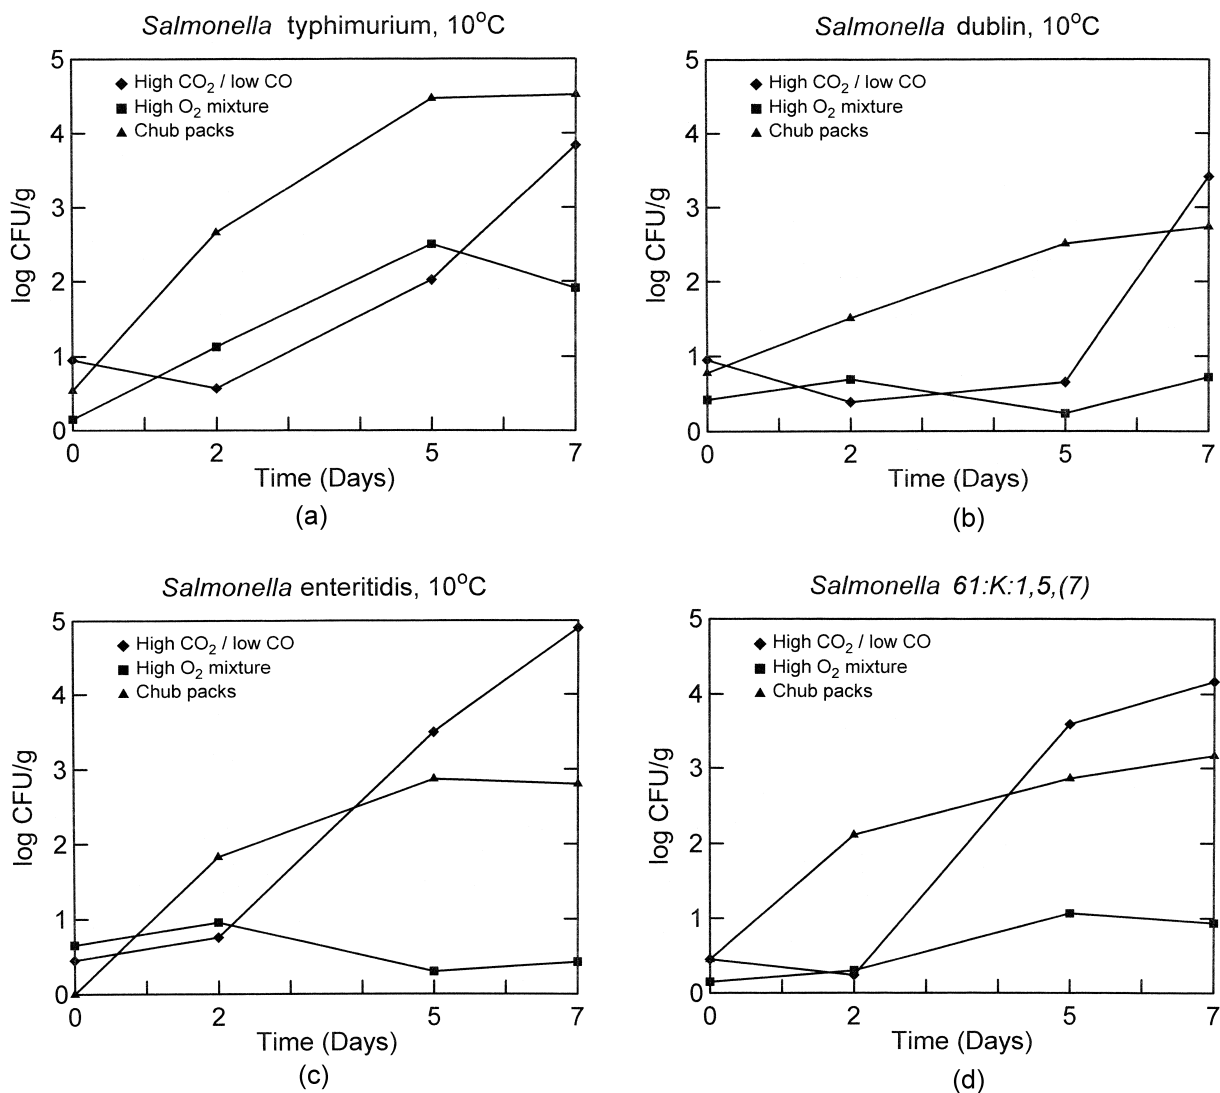 Salmonella typhimurium, 10°C
5
4
3
2
1
0
log CFU/g
High CO2 / low CO
High O2 mixture
Chub packs
0 2 5 7
Time (Days)
(a)
Salmonella dublin, 10°C
5
4
3
2
1
0
log CFU/g
High CO2 / low CO
High O2 mixture
Chub packs
0 2 5 7
Time (Days)
(b)
Salmonella enteritidis, 10°C
5
4
3
2
1
0
log CFU/g
High CO2 / low CO
High O2 mixture
Chub packs
0 2 5 7
Time (Days)
(c)
Salmonella 61:K:1,5,(7)
5
4
3
2
1
0
log CFU/g
High CO2 / low CO
High O2 mixture
Chub packs
0 2 5 7
Time (Days)
(d)